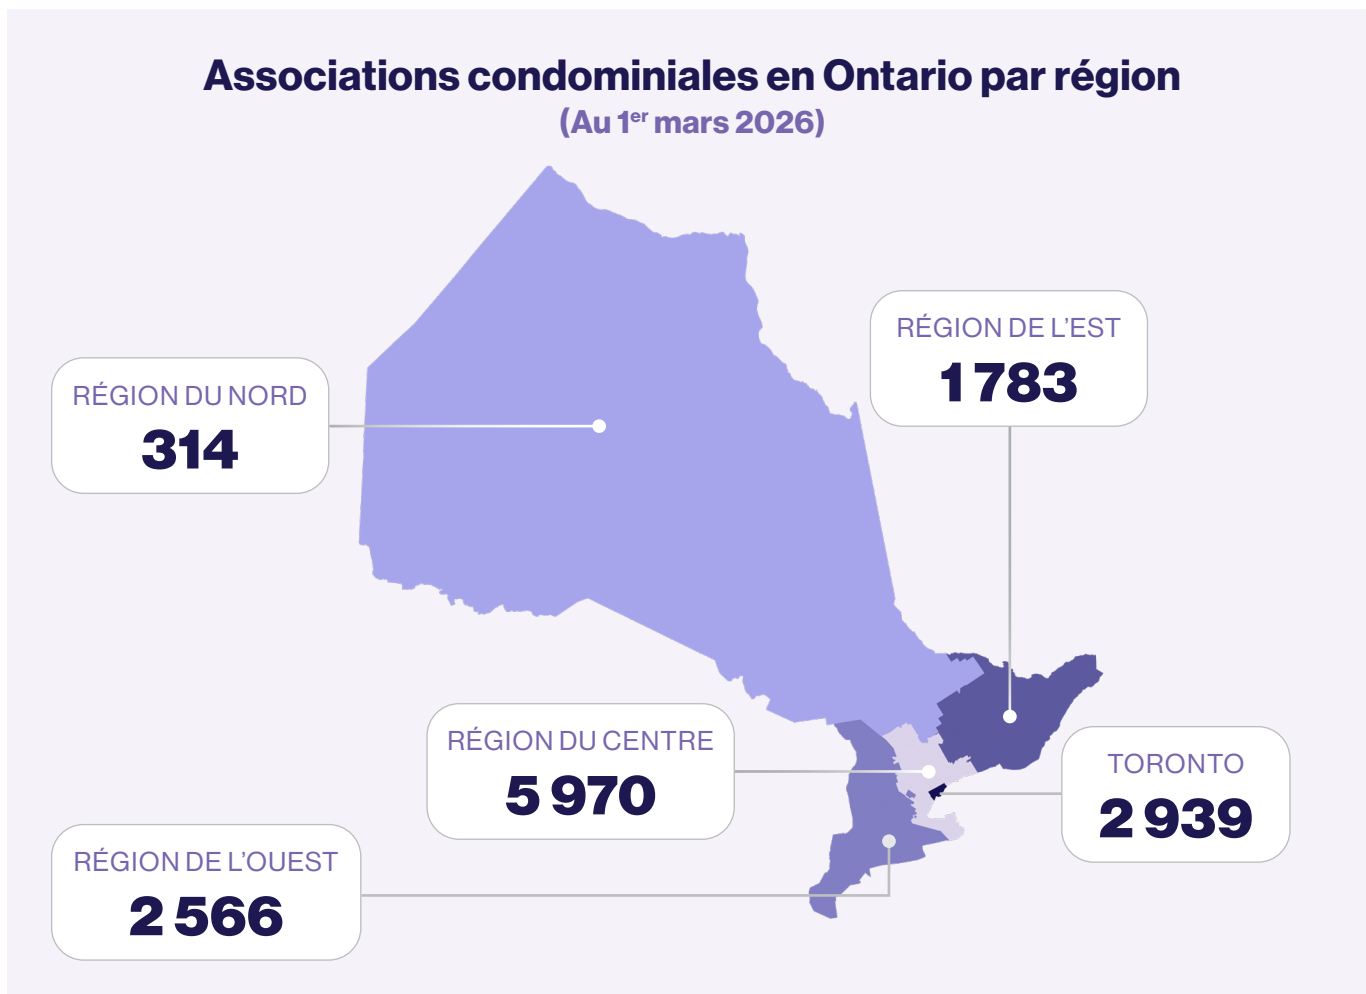 Associations condominiales en Ontario par région
(Au 1er mars 2026)
RÉGION DE L’EST
1 783
RÉGION DU NORD
314
RÉGION DU CENTRE
5 970
TORONTO
2 939
RÉGION DE L’OUEST
2 566